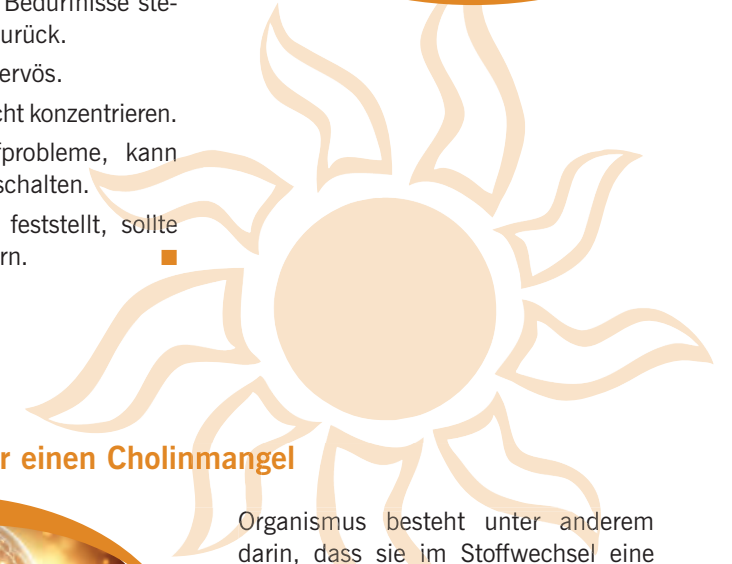 Bedürfnisse ste-
urück.
ervös.
cht konzentrieren.
fprobleme, kann
schalten.
feststellt, sollte
rn.
r einen Cholinmangel
Organismus besteht unter anderem
darin, dass sie im Stoffwechsel eine